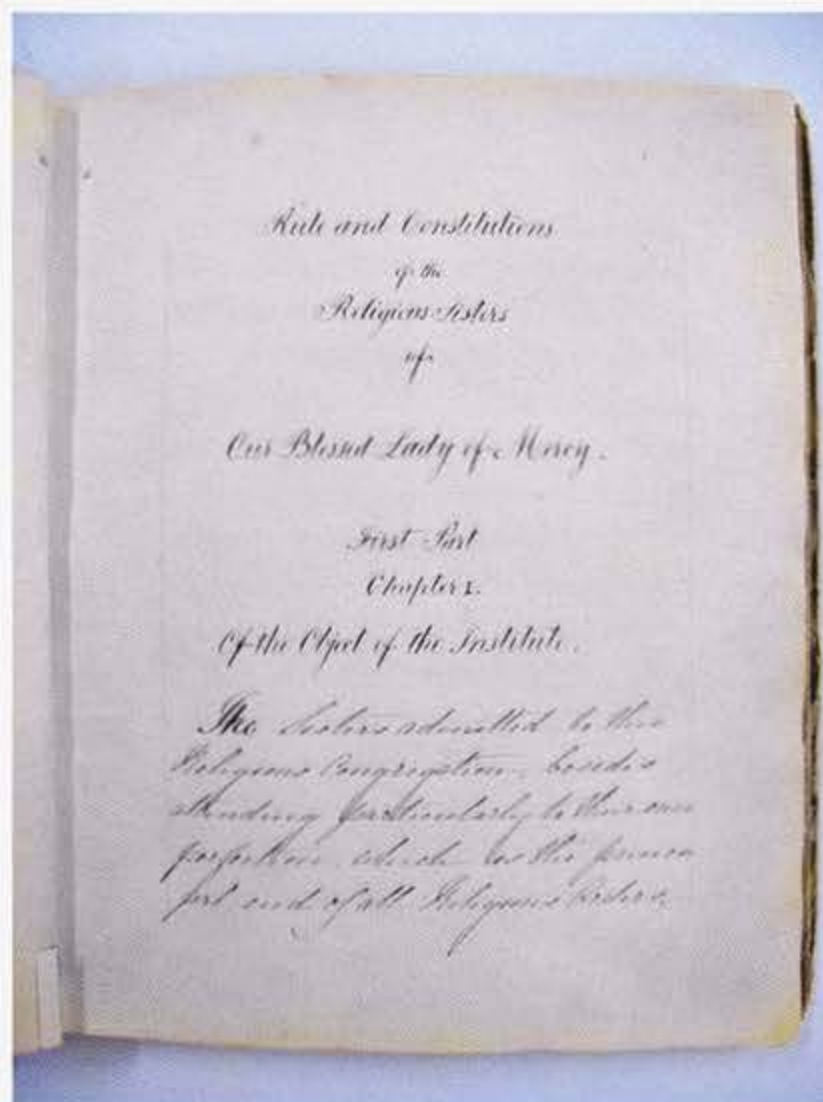 Rule and Constitutions
of the
Religious Sisters
of
Our Blessed Lady of Mercy.
First Part
Chapter 1.
Of the Object of the Institute.
The Sisters admitted to this
Religious Congregation, besides
attending particularly to their own
perfection, which is the princi
pal end of all Religious Orders,